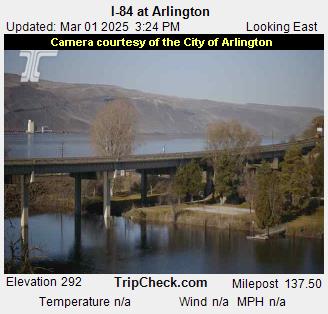 I-84 at Arlington
Updated: Mar 01 2025 3:24 PM Looking East
Camera courtesy of the City of Arlington
Elevation 292 TripCheck.com Milepost 137.50
Temperature n/a Wind n/a MPH n/a